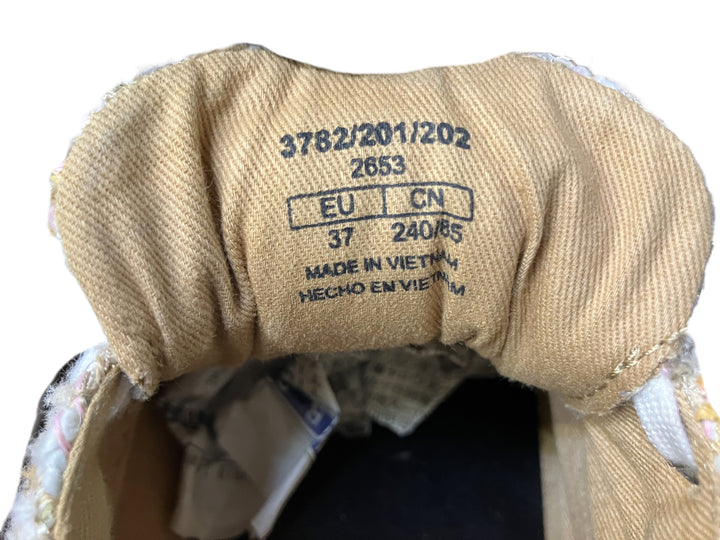 3782/201/202
2653
EU CN
37 240/85
MADE IN VIETNAM
HECHO EN VIETNAM